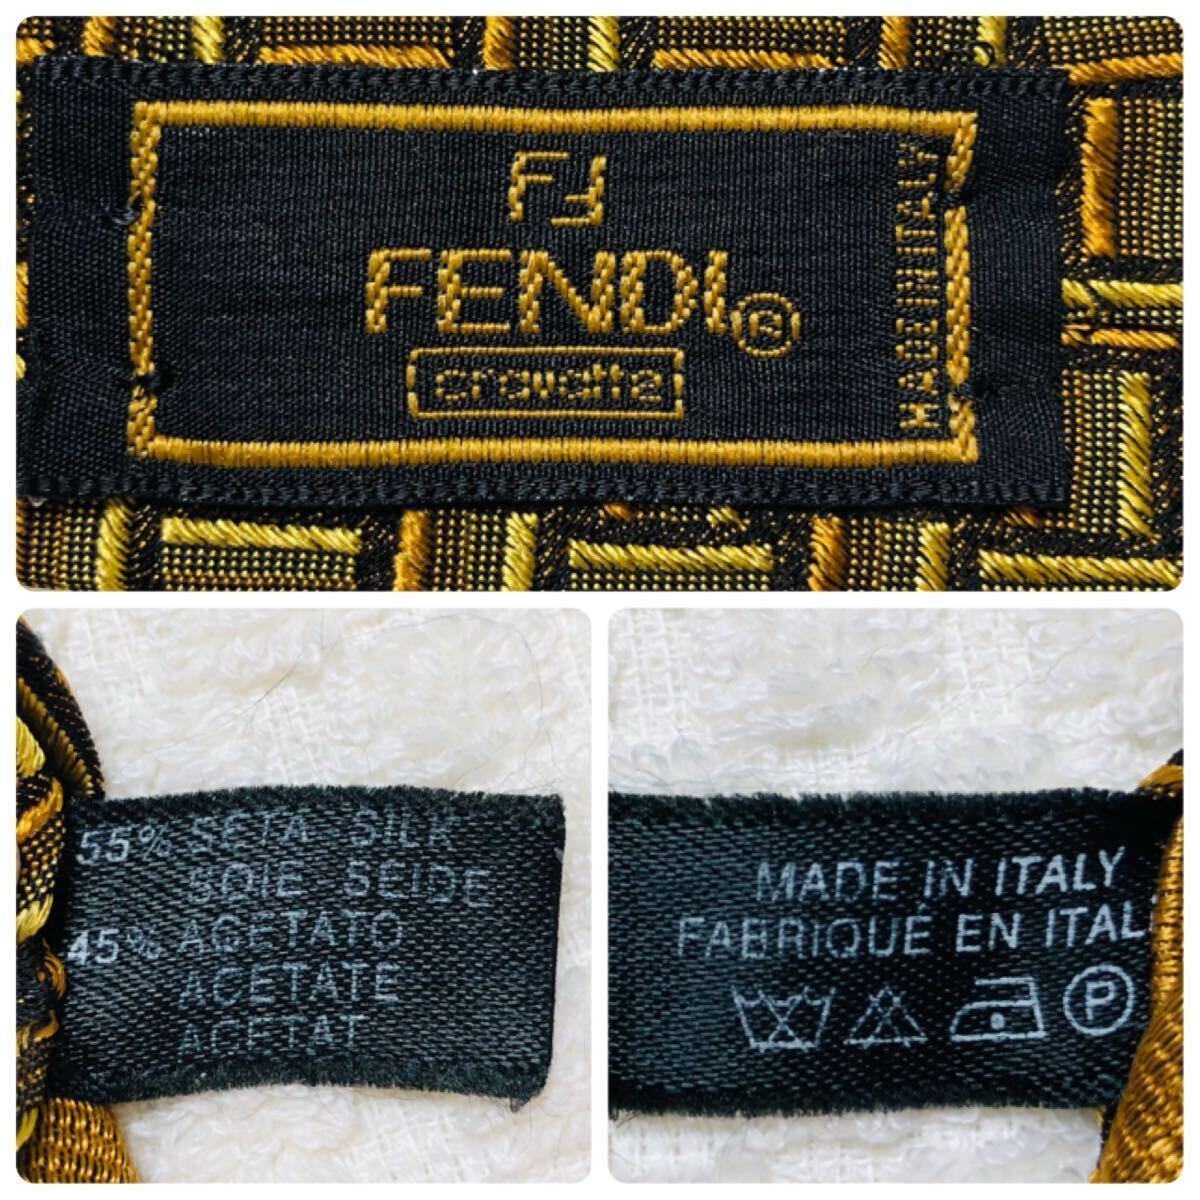 FF
FENDI®
cravatte
MADE IN ITALY
55% SETA SILK
SOIE SEIDE
45% ACETATO
ACETATE
ACETAT
MADE IN ITALY
FABRIQUÉ EN ITAL
P